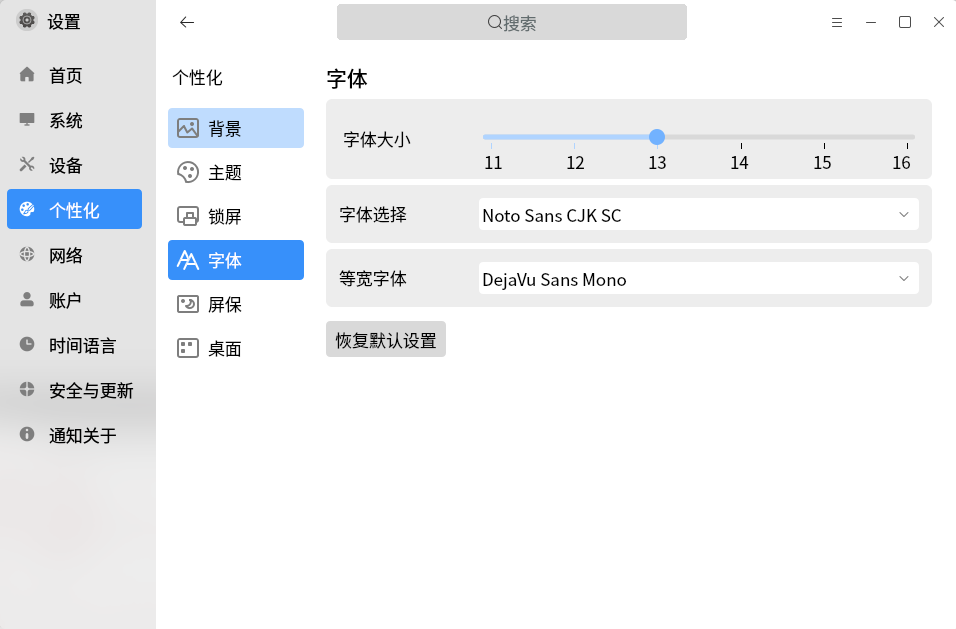 设置
搜索
首页
系统
设备
个性化
网络
账户
时间语言
安全与更新
通知关于
个性化
背景
主题
锁屏
字体
屏保
桌面
字体
字体大小
11 12 13 14 15 16
字体选择
Noto Sans CJK SC
等宽字体
DejaVu Sans Mono
恢复默认设置